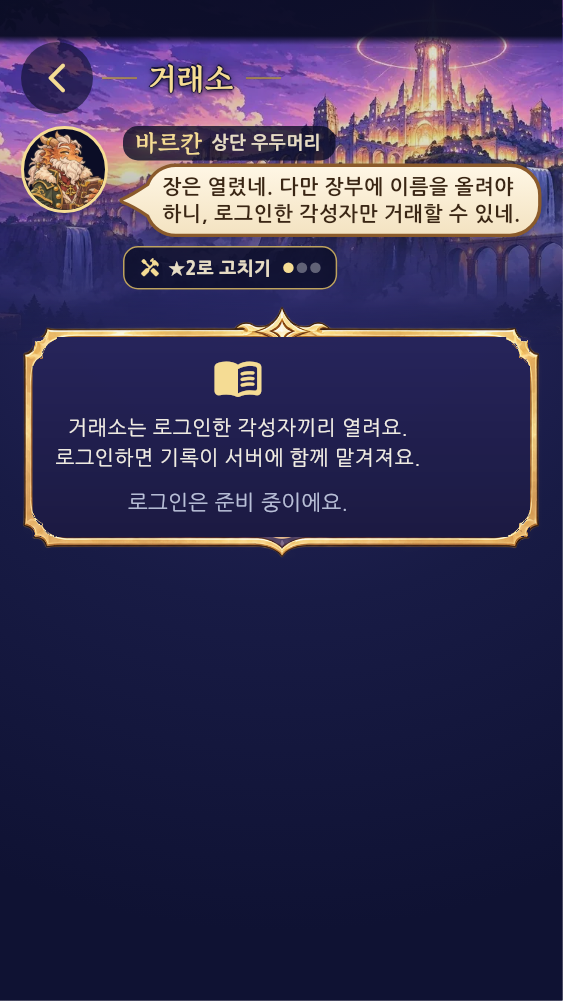 거래소
바르칸 상단 우두머리
장은 열렸네. 다만 장부에 이름을 올려야
하니, 로그인한 각성자만 거래할 수 있네.
★2로 고치기
거래소는 로그인한 각성자끼리 열려요.
로그인하면 기록이 서버에 함께 맡겨져요.
로그인은 준비 중이에요.